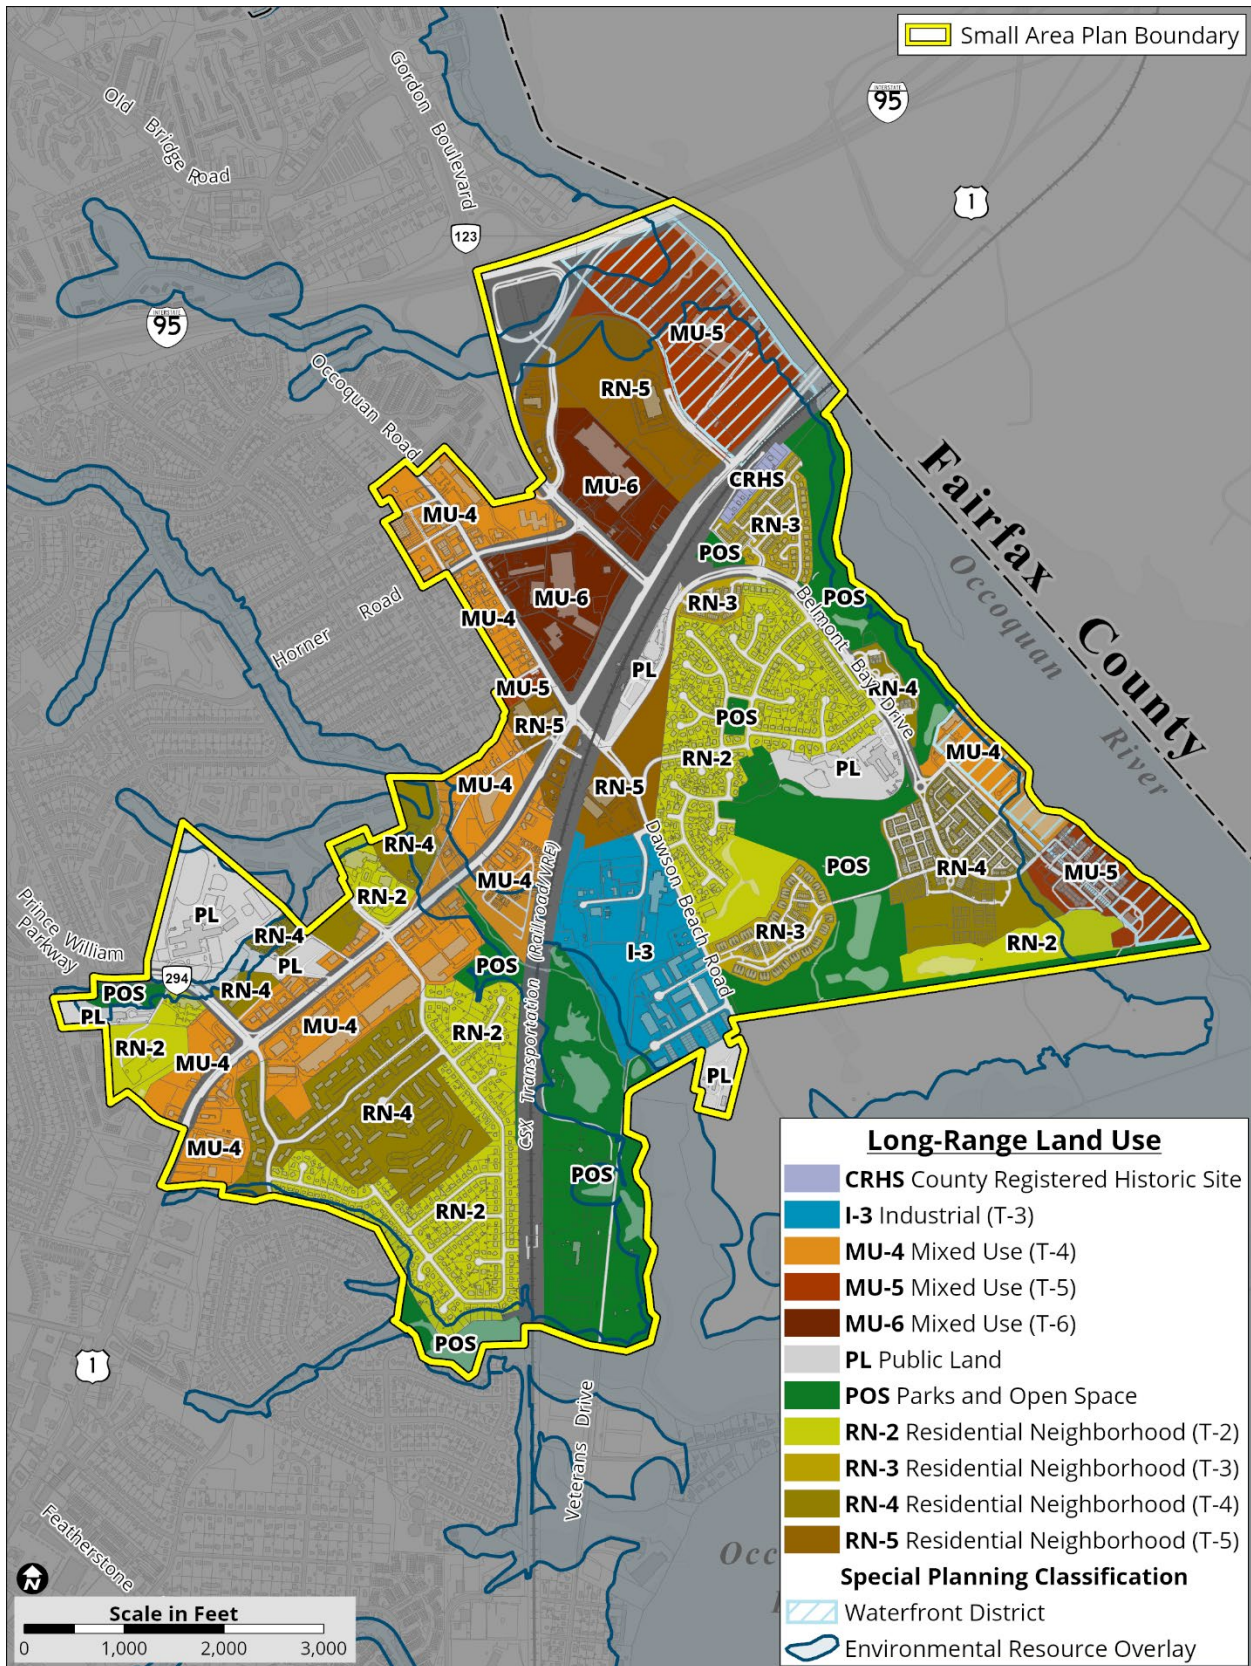 Small Area Plan Boundary
INTERSTATE
95
1
Old Bridge Road
Gordon Boulevard
123
INTERSTATE
95
Occoquan Road
Horner Road
MU-5
RN-5
MU-6
CRHS
MU-4
RN-3
POS
MU-6
RN-3
POS
Belmont Bay Drive
MU-4
PL
MU-5
RN-4
RN-5
POS
Fairfax County
Occoquan River
MU-4
RN-2
PL
MU-4
RN-5
Dawson Beach Road
RN-4
POS
RN-4
MU-5
MU-4
RN-2
CSX Transportation (Railroad/VRE)
PL
RN-4
PL
I-3
RN-3
RN-2
Prince William
Parkway
294
POS
RN-4
POS
PL
MU-4
RN-2
RN-2
MU-4
PL
RN-4
MU-4
POS
RN-2
POS
1
Veterans Drive
Featherstone
Occ
Long-Range Land Use
CRHS County Registered Historic Site
I-3 Industrial (T-3)
MU-4 Mixed Use (T-4)
MU-5 Mixed Use (T-5)
MU-6 Mixed Use (T-6)
PL Public Land
POS Parks and Open Space
RN-2 Residential Neighborhood (T-2)
RN-3 Residential Neighborhood (T-3)
RN-4 Residential Neighborhood (T-4)
RN-5 Residential Neighborhood (T-5)
Special Planning Classification
Waterfront District
Environmental Resource Overlay
N
Scale in Feet
0 1,000 2,000 3,000